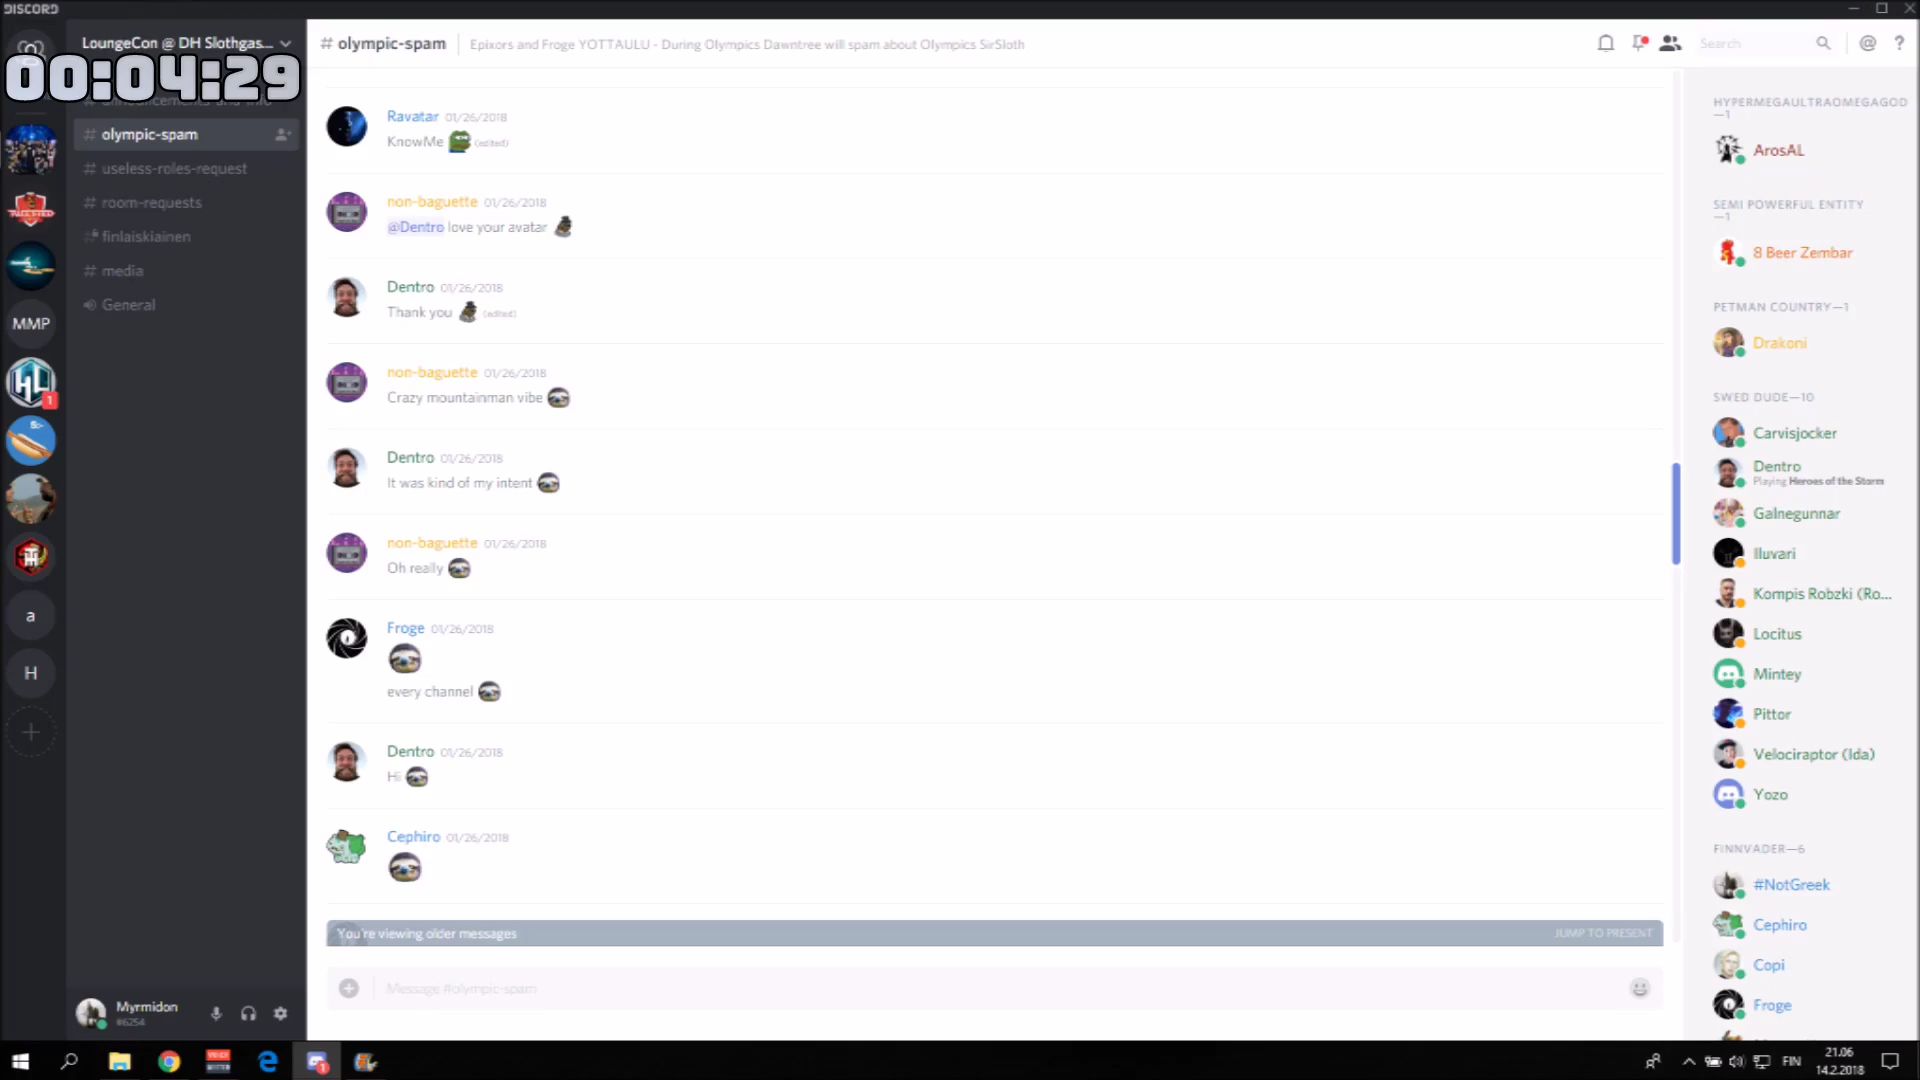 DISCORD
LoungeCon @ DH Slothgas...
00:04:29
# announcements-and-info
# olympic-spam
# useless-roles-request
# room-requests
finlaiskiainen
# media
General
MMP
1
a
H
Myrmidon
#6254
# olympic-spam
Epixors and Froge YOTTAULU - During Olympics Dawntree will spam about Olympics SirSloth
Search
Ravatar 01/26/2018
KnowMe (edited)
non-baguette 01/26/2018
@Dentro love your avatar
Dentro 01/26/2018
Thank you (edited)
non-baguette 01/26/2018
Crazy mountainman vibe
Dentro 01/26/2018
It was kind of my intent
non-baguette 01/26/2018
Oh really
Froge 01/26/2018
every channel
Dentro 01/26/2018
Hi
Cephiro 01/26/2018
You're viewing older messages
JUMP TO PRESENT
Message #olympic-spam
HYPERMEGAULTRAOMEGAGOD
—1
ArosAL
SEMI POWERFUL ENTITY
—1
8 Beer Zembar
PETMAN COUNTRY—1
Drakoni
SWED DUDE—10
Carvisjocker
Dentro
Playing Heroes of the Storm
Galnegunnar
Iluvari
Kompis Robzki (Ro...
Locitus
Mintey
Pittor
Velociraptor (Ida)
Yozo
FINNVADER—6
#NotGreek
Cephiro
Copi
Froge
1
FIN
21.06
14.2.2018